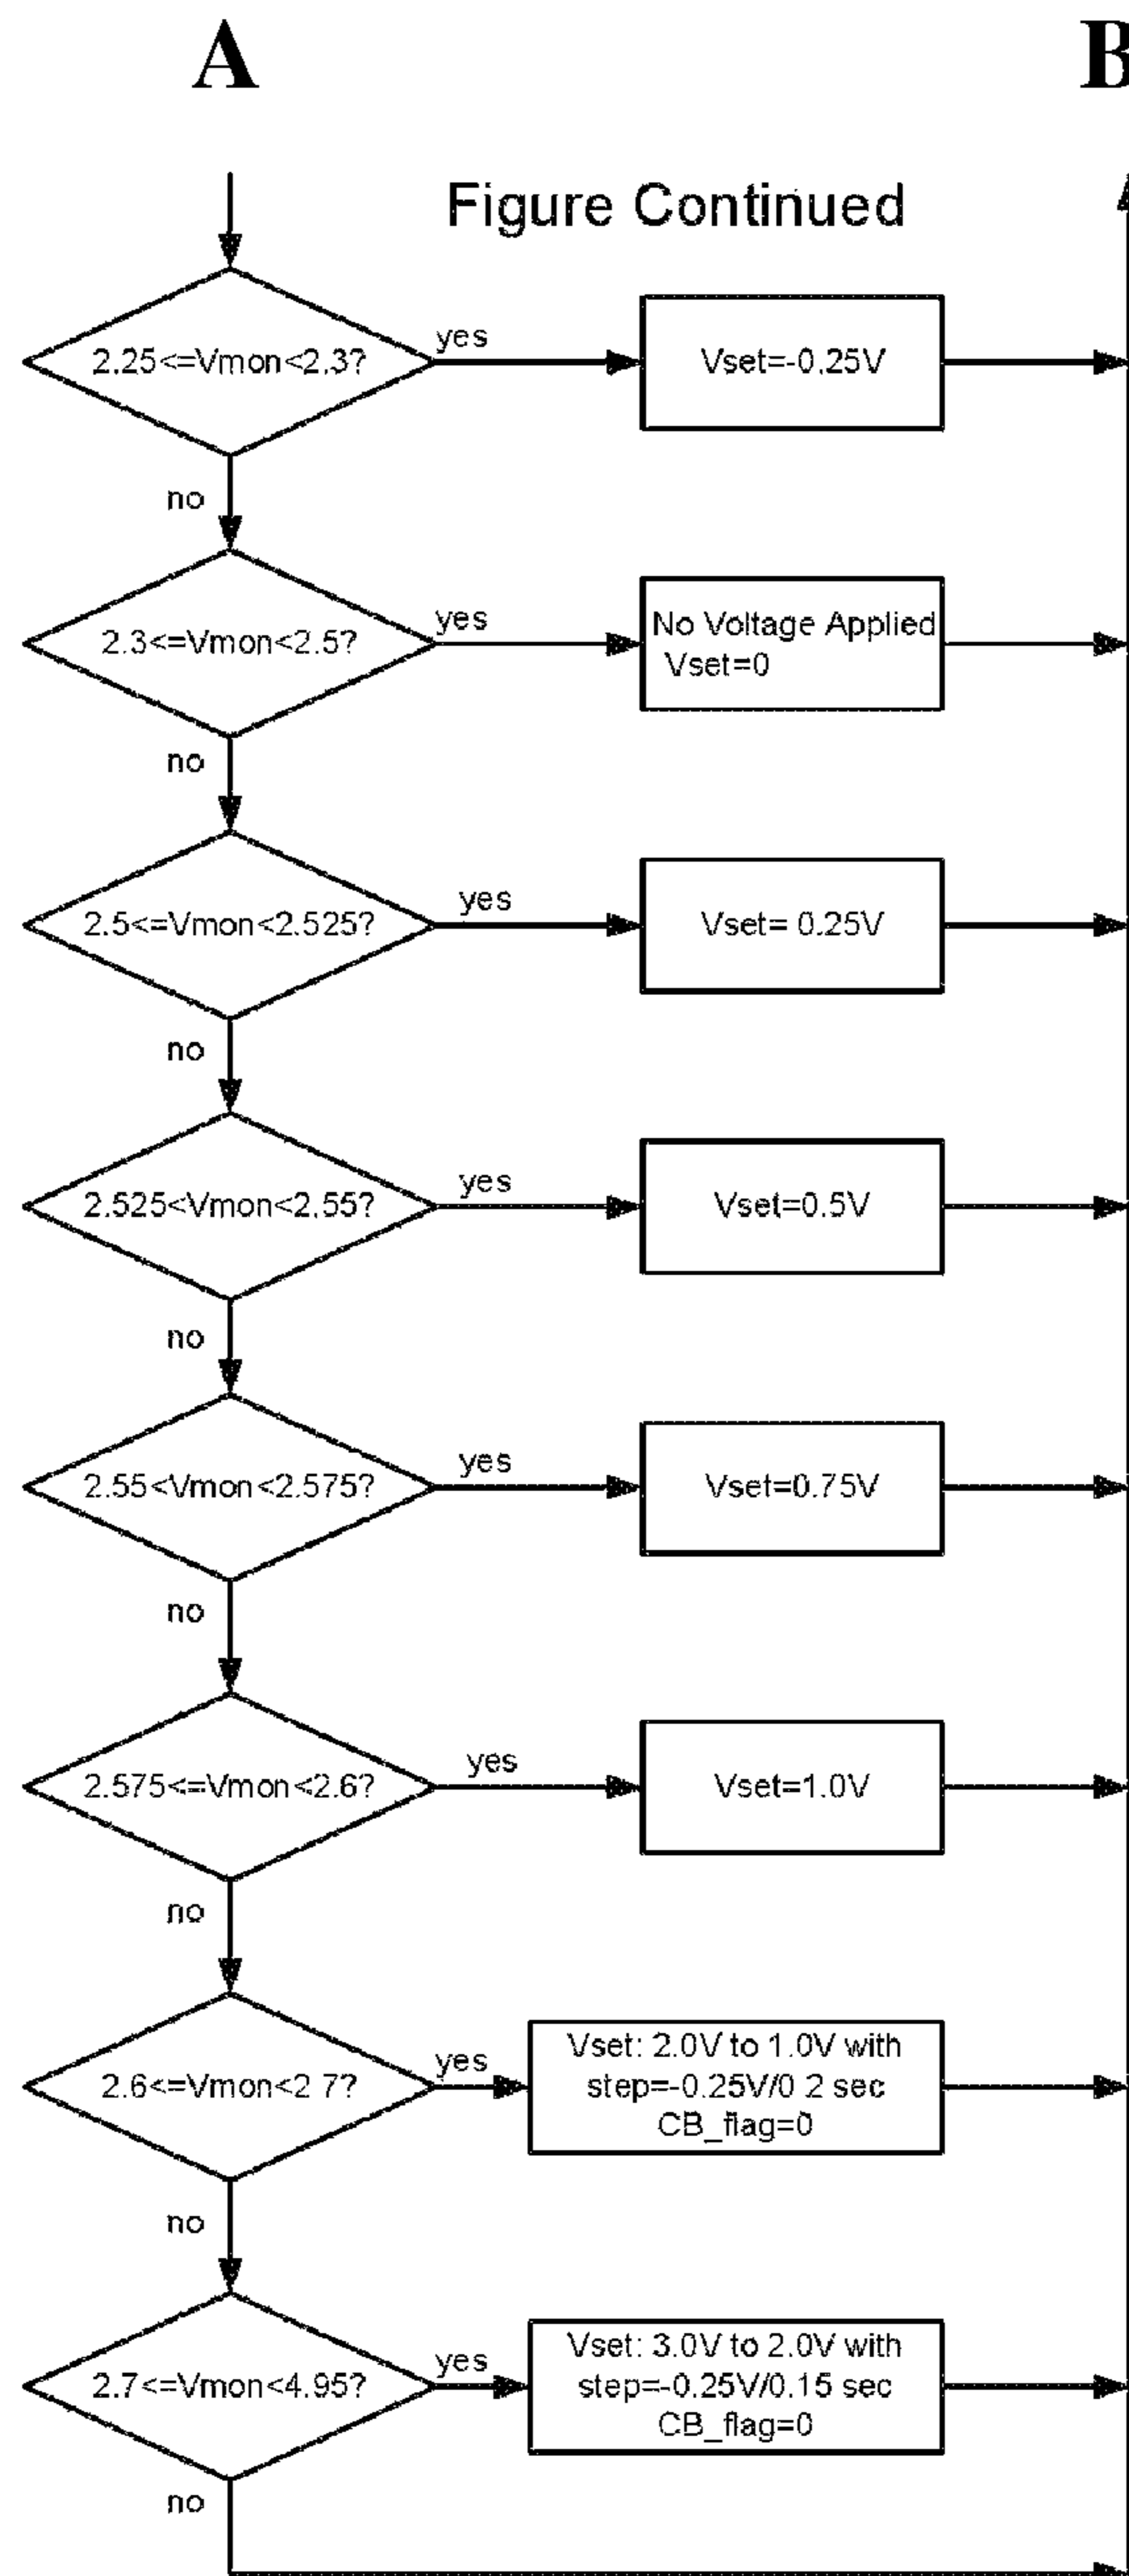 A
B
Figure Continued
2.25<=Vmon<2.3?
yes
Vset=-0.25V
no
2.3<=Vmon<2.5?
yes
No Voltage Applied
Vset=0
no
2.5<=Vmon<2.525?
yes
Vset= 0.25V
no
2.525<Vmon<2.55?
yes
Vset=0.5V
no
2.55<Vmon<2.575?
yes
Vset=0.75V
no
2.575<=Vmon<2.6?
yes
Vset=1.0V
no
2.6<=Vmon<2 7?
yes
Vset: 2.0V to 1.0V with
step=-0.25V/0 2 sec
CB_flag=0
no
2.7<=Vmon<4.95?
yes
Vset: 3.0V to 2.0V with
step=-0.25V/0.15 sec
CB_flag=0
no